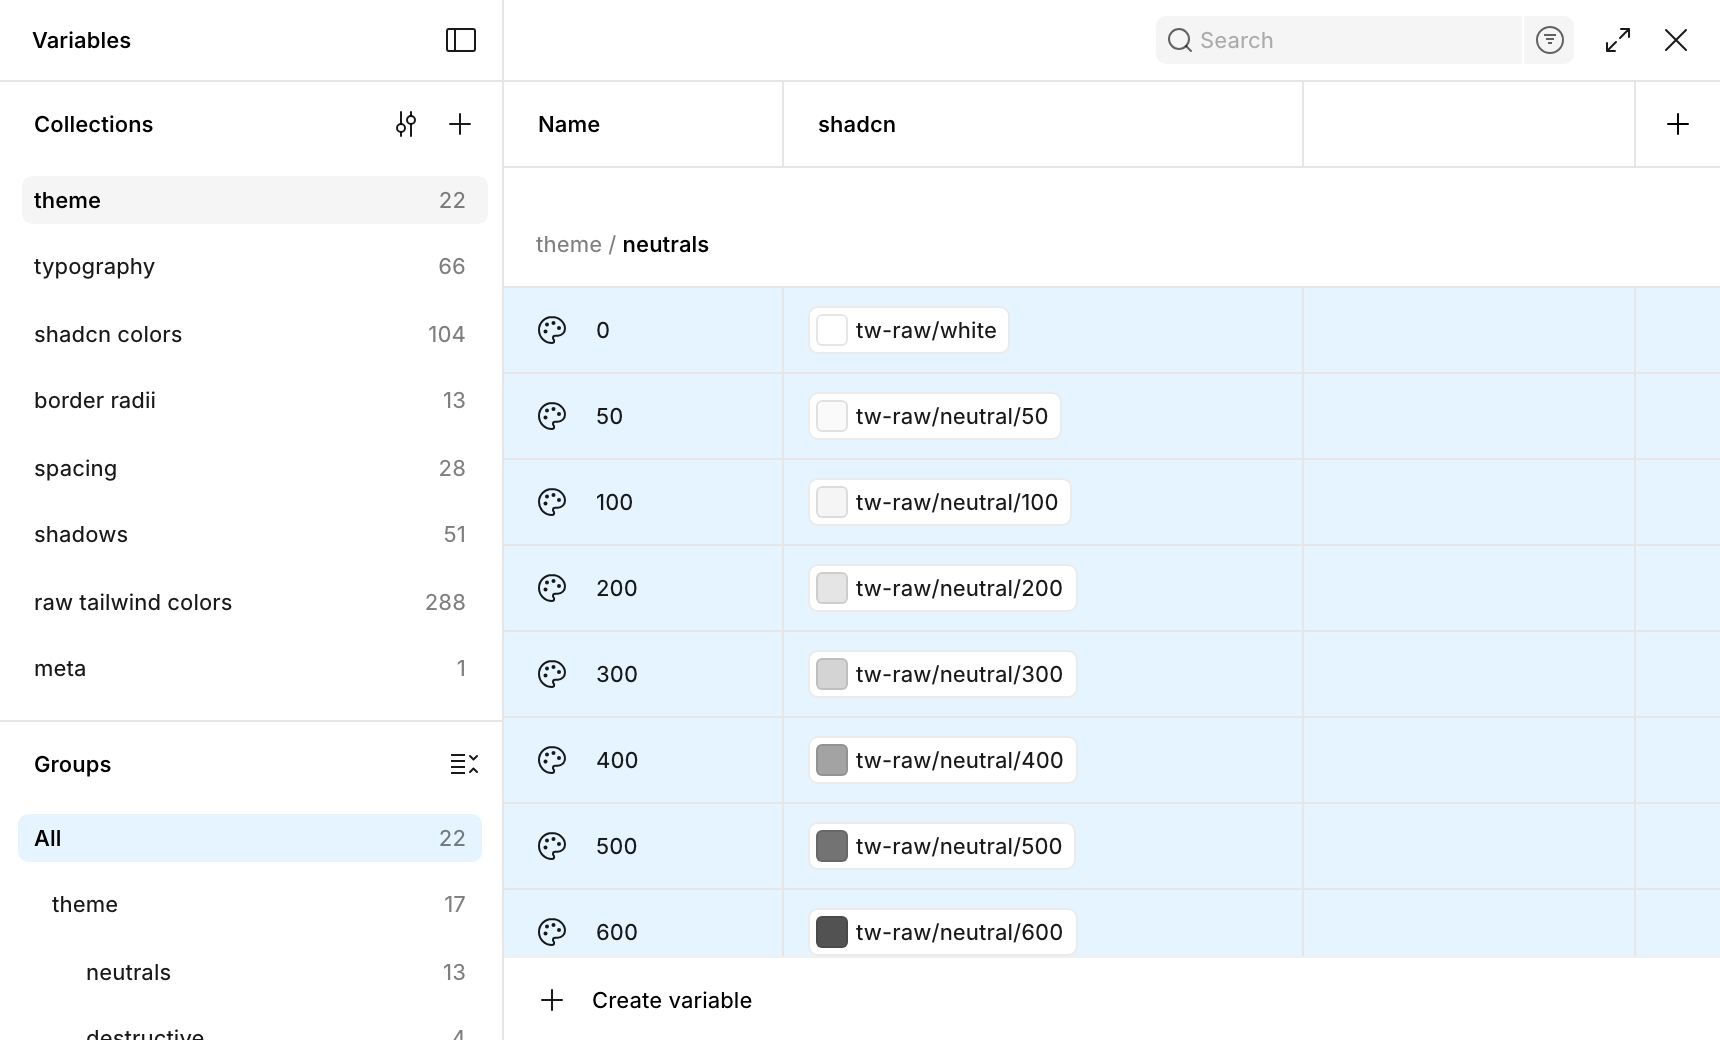 Variables
Search
Collections
theme 22
typography 66
shadcn colors 104
border radii 13
spacing 28
shadows 51
raw tailwind colors 288
meta 1
Groups
All 22
theme 17
neutrals 13
destructive 4
Name shadcn
theme / neutrals
0 tw-raw/white
50 tw-raw/neutral/50
100 tw-raw/neutral/100
200 tw-raw/neutral/200
300 tw-raw/neutral/300
400 tw-raw/neutral/400
500 tw-raw/neutral/500
600 tw-raw/neutral/600
Create variable